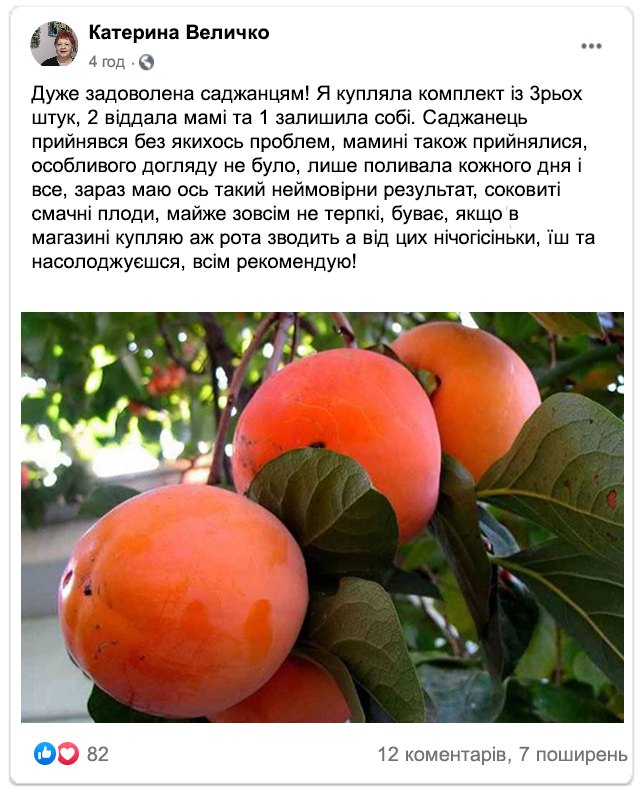 Катерина Величко
4 год ·
Дуже задоволена саджанцям! Я купляла комплект із 3рьох
штук, 2 віддала мамі та 1 залишила собі. Саджанець
прийнявся без якихось проблем, мамині також прийнялися,
особливого догляду не було, лише поливала кожного дня і
все, зараз маю ось такий неймовірни результат, соковиті
смачні плоди, майже зовсім не терпкі, буває, якщо в
магазині купляю аж рота зводить а від цих нічогісіньки, їш та
насолоджуєшся, всім рекомендую!
82
12 коментарів, 7 поширень